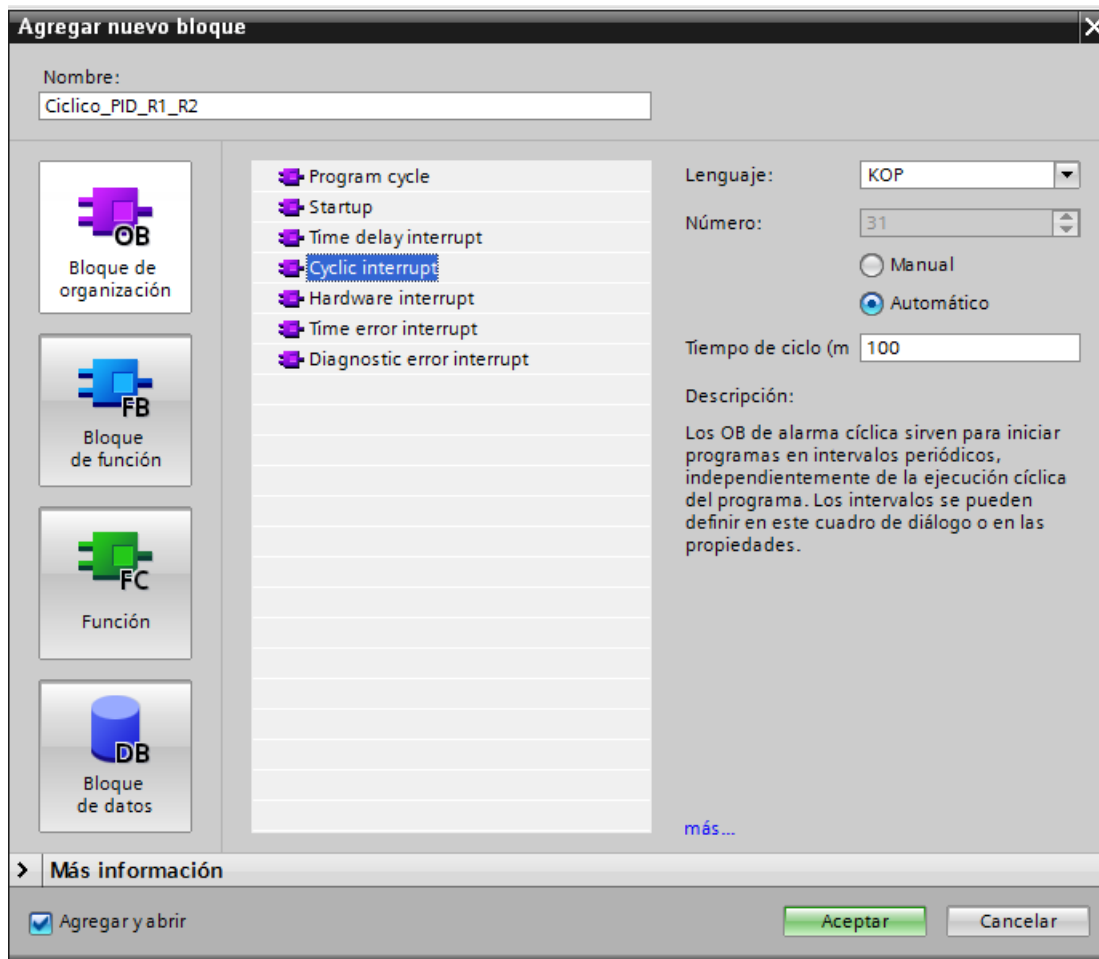 Agregar nuevo bloque
Nombre:
Ciclico_PID_R1_R2
OB
Bloque de
organización
FB
Bloque
de función
FC
Función
DB
Bloque
de datos
Program cycle
Startup
Time delay interrupt
Cyclic interrupt
Hardware interrupt
Time error interrupt
Diagnostic error interrupt
Lenguaje:
KOP
Número:
31
Manual
Automático
Tiempo de ciclo (m
100
Descripción:
Los OB de alarma cíclica sirven para iniciar
programas en intervalos periódicos,
independientemente de la ejecución cíclica
del programa. Los intervalos se pueden
definir en este cuadro de diálogo o en las
propiedades.
más...
Más información
Agregar y abrir
Aceptar
Cancelar